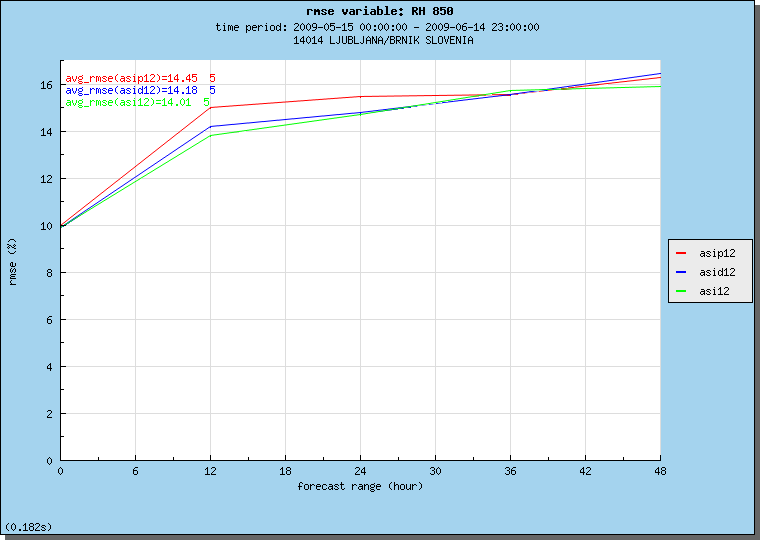 rmse variable: RH 850
time period: 2009-05-15 00:00:00 - 2009-06-14 23:00:00
14014 LJUBLJANA/BRNIK SLOVENIA
avg_rmse(asip12)=14.45 5
avg_rmse(asid12)=14.18 5
avg_rmse(asi12)=14.01 5
16
14
12
10
8
6
4
2
0
rmse (%)
asip12
asid12
asi12
0 6 12 18 24 30 36 42 48
forecast range (hour)
(0.182s)